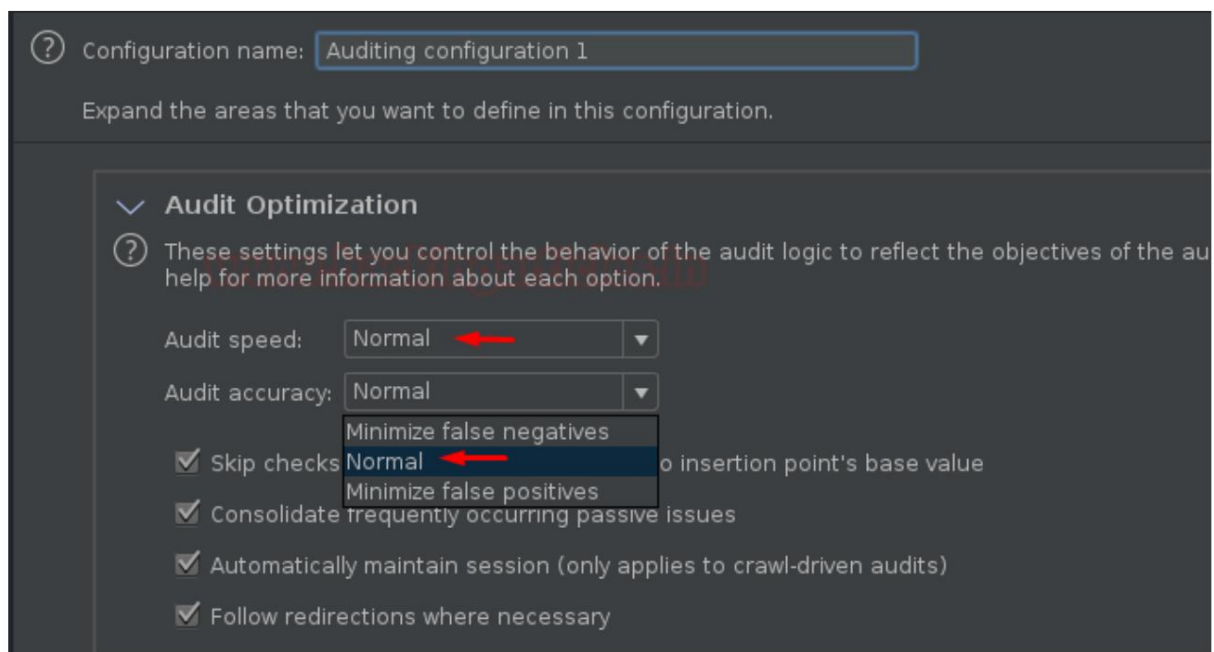 ? Configuration name: Auditing configuration 1
Expand the areas that you want to define in this configuration.
Audit Optimization
? These settings let you control the behavior of the audit logic to reflect the objectives of the au
help for more information about each option.
Audit speed: Normal
Audit accuracy: Normal
Minimize false negatives
Skip checks Normal o insertion point's base value
Minimize false positives
Consolidate frequently occurring passive issues
Automatically maintain session (only applies to crawl-driven audits)
Follow redirections where necessary